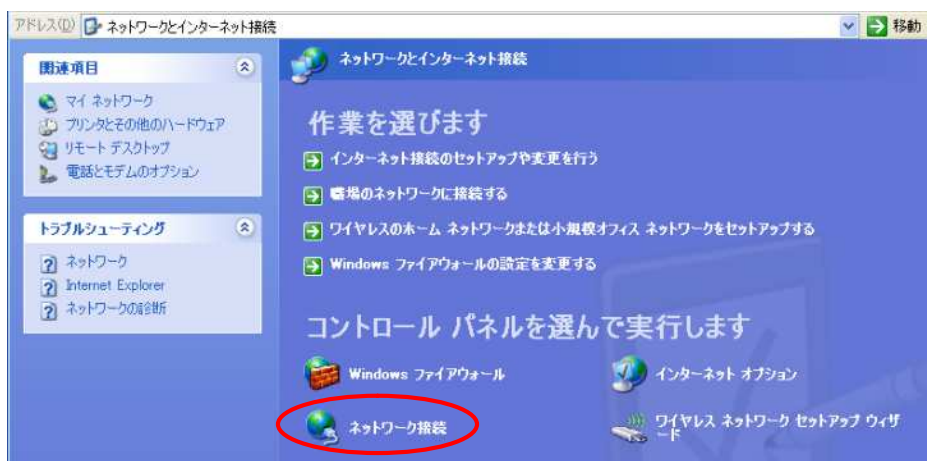 アドレス(D) ネットワークとインターネット接続 移動
関連項目
マイ ネットワーク
プリンタとその他のハードウェア
リモート デスクトップ
電話とモデムのオプション
トラブルシューティング
ネットワーク
Internet Explorer
ネットワークの診断
ネットワークとインターネット接続
作業を選びます
インターネット接続のセットアップや変更を行う
職場のネットワークに接続する
ワイヤレスのホーム ネットワークまたは小規模オフィス ネットワークをセットアップする
Windows ファイアウォールの設定を変更する
コントロール パネルを選んで実行します
Windows ファイアウォール
インターネット オプション
ネットワーク接続
ワイヤレス ネットワーク セットアップ ウィザ
ード